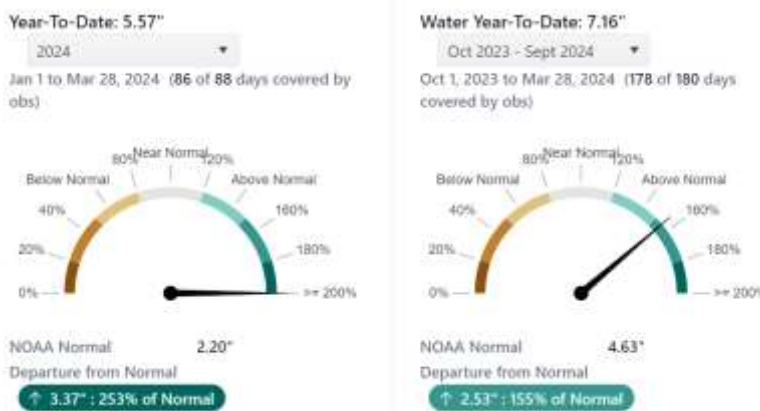 Year-To-Date: 5.57"
2024
Jan 1 to Mar 28, 2024 (86 of 88 days covered by
obs)
Near Normal
80%
120%
Below Normal
Above Normal
40%
160%
20%
180%
0%
>= 200%
NOAA Normal 2.20"
Departure from Normal
↑ 3.37" : 253% of Normal
Water Year-To-Date: 7.16"
Oct 2023 - Sept 2024
Oct 1, 2023 to Mar 28, 2024 (178 of 180 days
covered by obs)
Near Normal
80%
120%
Below Normal
Above Normal
40%
160%
20%
180%
0%
>= 200%
NOAA Normal 4.63"
Departure from Normal
↑ 2.53" : 155% of Normal